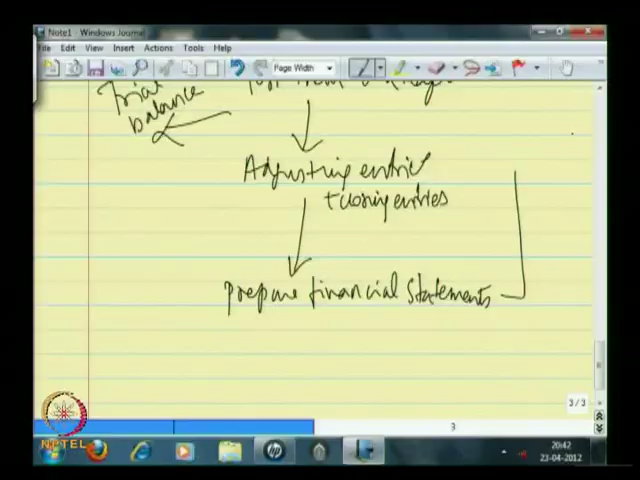 Note1 - Windows Journal
File Edit View Insert Actions Tools Help
Page Width
Trial
balance
Adjusting entries
+ closing entries
Prepare financial statements
3/3
3
NPTEL
20:42
23-04-2012